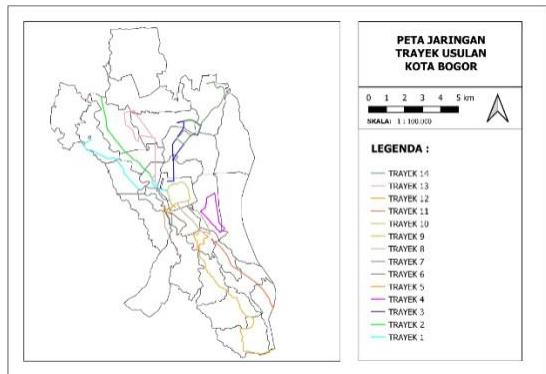 PETA JARINGAN
TRAYEK USULAN
KOTA BOGOR
0 1 2 3 4 5 km
SKALA: 1 : 100.000
LEGENDA :
TRAYEK 14
TRAYEK 13
TRAYEK 12
TRAYEK 11
TRAYEK 10
TRAYEK 9
TRAYEK 8
TRAYEK 7
TRAYEK 6
TRAYEK 5
TRAYEK 4
TRAYEK 3
TRAYEK 2
TRAYEK 1